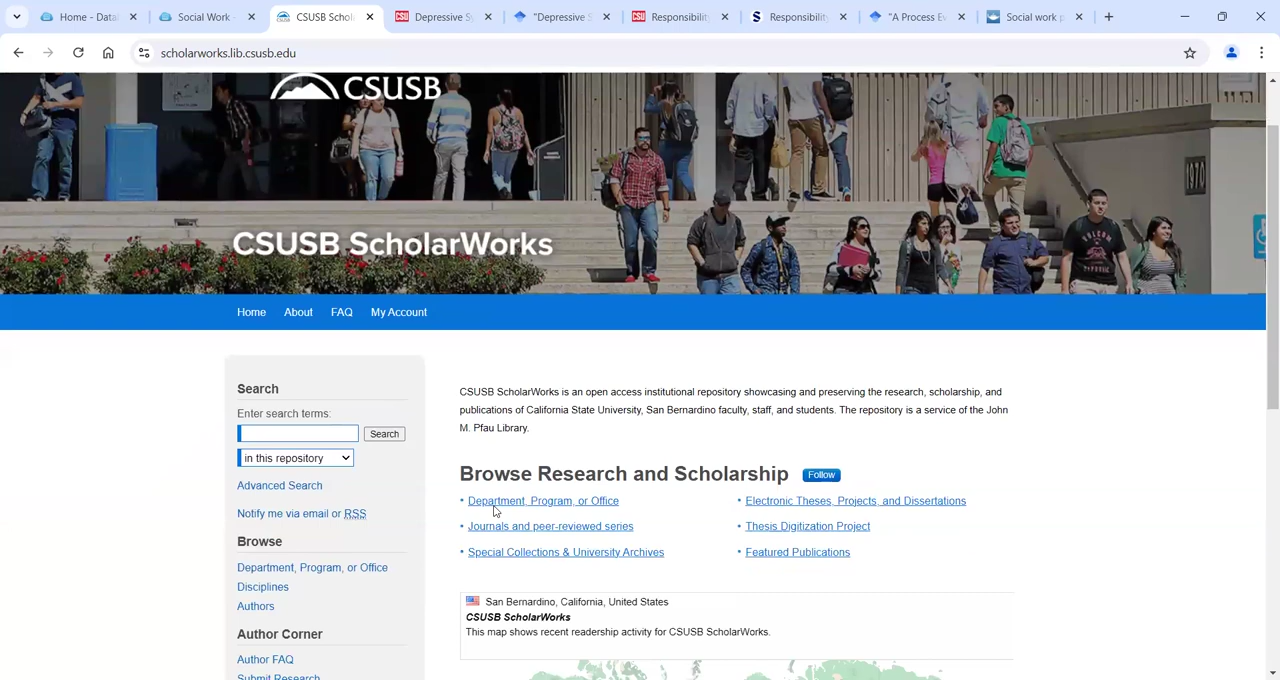 Home - Datab
Social Work -
CSUSB Schol
Depressive Sy
"Depressive S
Responsibility
Responsibility
"A Process Ev
Social work p
scholarworks.lib.csusb.edu
CSUSB
1970
CSUSB ScholarWorks
Home About FAQ My Account
Search
Enter search terms:
Search
in this repository
Advanced Search
Notify me via email or RSS
Browse
Department, Program, or Office
Disciplines
Authors
Author Corner
Author FAQ
Submit Research
CSUSB ScholarWorks is an open access institutional repository showcasing and preserving the research, scholarship, and
publications of California State University, San Bernardino faculty, staff, and students. The repository is a service of the John
M. Pfau Library.
Browse Research and Scholarship Follow
Department, Program, or Office
Journals and peer-reviewed series
Special Collections & University Archives
Electronic Theses, Projects, and Dissertations
Thesis Digitization Project
Featured Publications
San Bernardino, California, United States
CSUSB ScholarWorks
This map shows recent readership activity for CSUSB ScholarWorks.